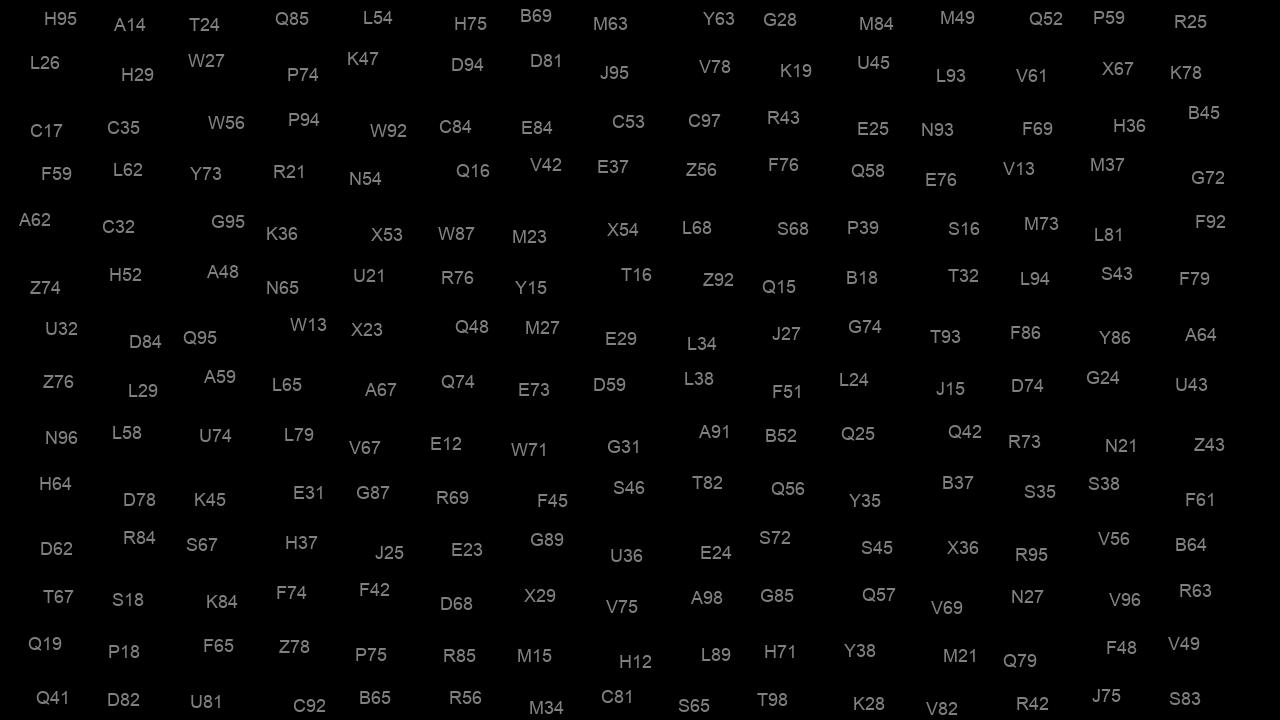 H95 A14 T24 Q85 L54 H75 B69 M63 Y63 G28 M84 M49 Q52 P59 R25
L26 H29 W27 P74 K47 D94 D81 J95 V78 K19 U45 L93 V61 X67 K78
C17 C35 W56 P94 W92 C84 E84 C53 C97 R43 E25 N93 F69 H36 B45
F59 L62 Y73 R21 N54 Q16 V42 E37 Z56 F76 Q58 E76 V13 M37 G72
A62 C32 G95 K36 X53 W87 M23 X54 L68 S68 P39 S16 M73 L81 F92
Z74 H52 A48 N65 U21 R76 Y15 T16 Z92 Q15 B18 T32 L94 S43 F79
U32 D84 Q95 W13 X23 Q48 M27 E29 L34 J27 G74 T93 F86 Y86 A64
Z76 L29 A59 L65 A67 Q74 E73 D59 L38 F51 L24 J15 D74 G24 U43
N96 L58 U74 L79 V67 E12 W71 G31 A91 B52 Q25 Q42 R73 N21 Z43
H64 D78 K45 E31 G87 R69 F45 S46 T82 Q56 Y35 B37 S35 S38 F61
D62 R84 S67 H37 J25 E23 G89 U36 E24 S72 S45 X36 R95 V56 B64
T67 S18 K84 F74 F42 D68 X29 V75 A98 G85 Q57 V69 N27 V96 R63
Q19 P18 F65 Z78 P75 R85 M15 H12 L89 H71 Y38 M21 Q79 F48 V49
Q41 D82 U81 C92 B65 R56 M34 C81 S65 T98 K28 V82 R42 J75 S83